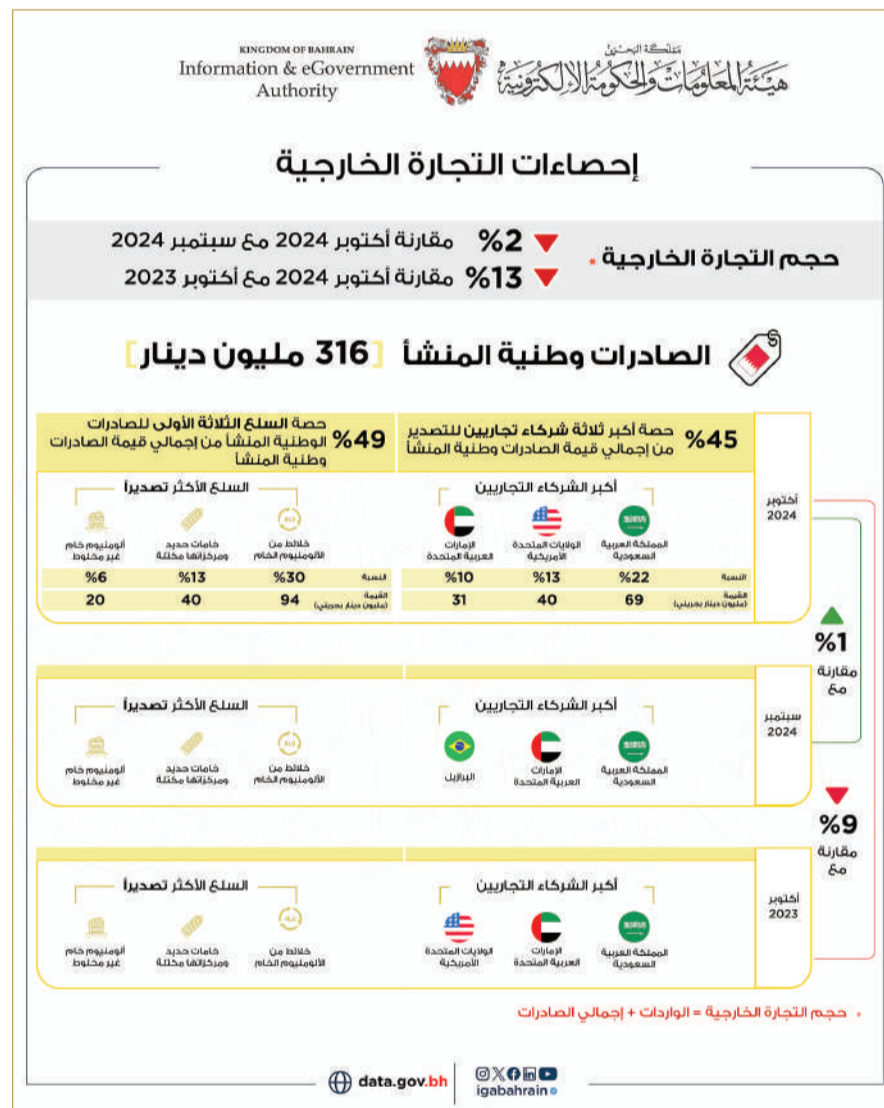 KINGDOM OF BAHRAIN
Information & eGovernment
Authority
مملكة البحرين
هيئة المعلومات والحكومة الإلكترونية
إحصاءات التجارة الخارجية
حجم التجارة الخارجية *
%2 مقارنة أكتوبر 2024 مع سبتمبر 2024
%13 مقارنة أكتوبر 2024 مع أكتوبر 2023
الصادرات وطنية المنشأ [316 مليون دينار]
أكتوبر
2024
%45
حصة أكبر ثلاثة شركاء تجاريين للتصدير
من إجمالي قيمة الصادرات وطنية المنشأ
%49
حصة السلع الثلاثة الأولى للصادرات
الوطنية المنشأ من إجمالي قيمة الصادرات
وطنية المنشأ
أكبر الشركاء التجاريين
المملكة العربية
السعودية
الولايات المتحدة
الأمريكية
الإمارات
العربية المتحدة
النسبة %22 %13 %10
القيمة
(مليون دينار بحريني)
69 40 31
السلع الأكثر تصديراً
خلائط من
الألومنيوم الخام
خامات حديد
ومركزاتها مكتلة
ألومنيوم خام
غير مخلوط
النسبة %30 %13 %6
القيمة
(مليون دينار بحريني)
94 40 20
%1
مقارنة
مع
سبتمبر
2024
أكبر الشركاء التجاريين
المملكة العربية
السعودية
الإمارات
العربية المتحدة
البرازيل
السلع الأكثر تصديراً
خلائط من
الألومنيوم الخام
خامات حديد
ومركزاتها مكتلة
ألومنيوم خام
غير مخلوط
%9
مقارنة
مع
أكتوبر
2023
أكبر الشركاء التجاريين
المملكة العربية
السعودية
الإمارات
العربية المتحدة
الولايات المتحدة
الأمريكية
السلع الأكثر تصديراً
خلائط من
الألومنيوم الخام
خامات حديد
ومركزاتها مكتلة
ألومنيوم خام
غير مخلوط
* حجم التجارة الخارجية = الواردات + إجمالي الصادرات
data.gov.bh
igabahrain